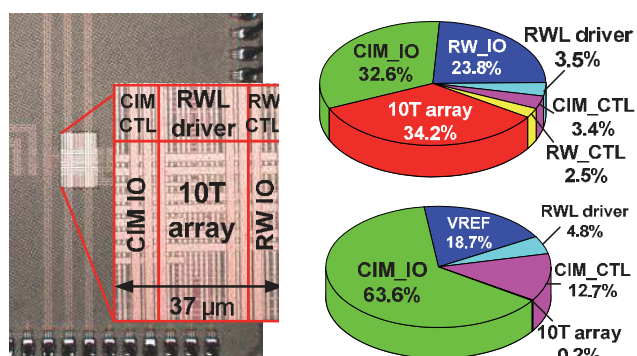 CIM
CTL
RWL
driver
RW
CTL
CIM IO
10T
array
RW IO
37 µm
CIM_IO
32.6%
RW_IO
23.8%
RWL driver
3.5%
10T array
34.2%
CIM_CTL
3.4%
RW_CTL
2.5%
VREF
18.7%
RWL driver
4.8%
CIM_IO
63.6%
CIM_CTL
12.7%
10T array
0.2%